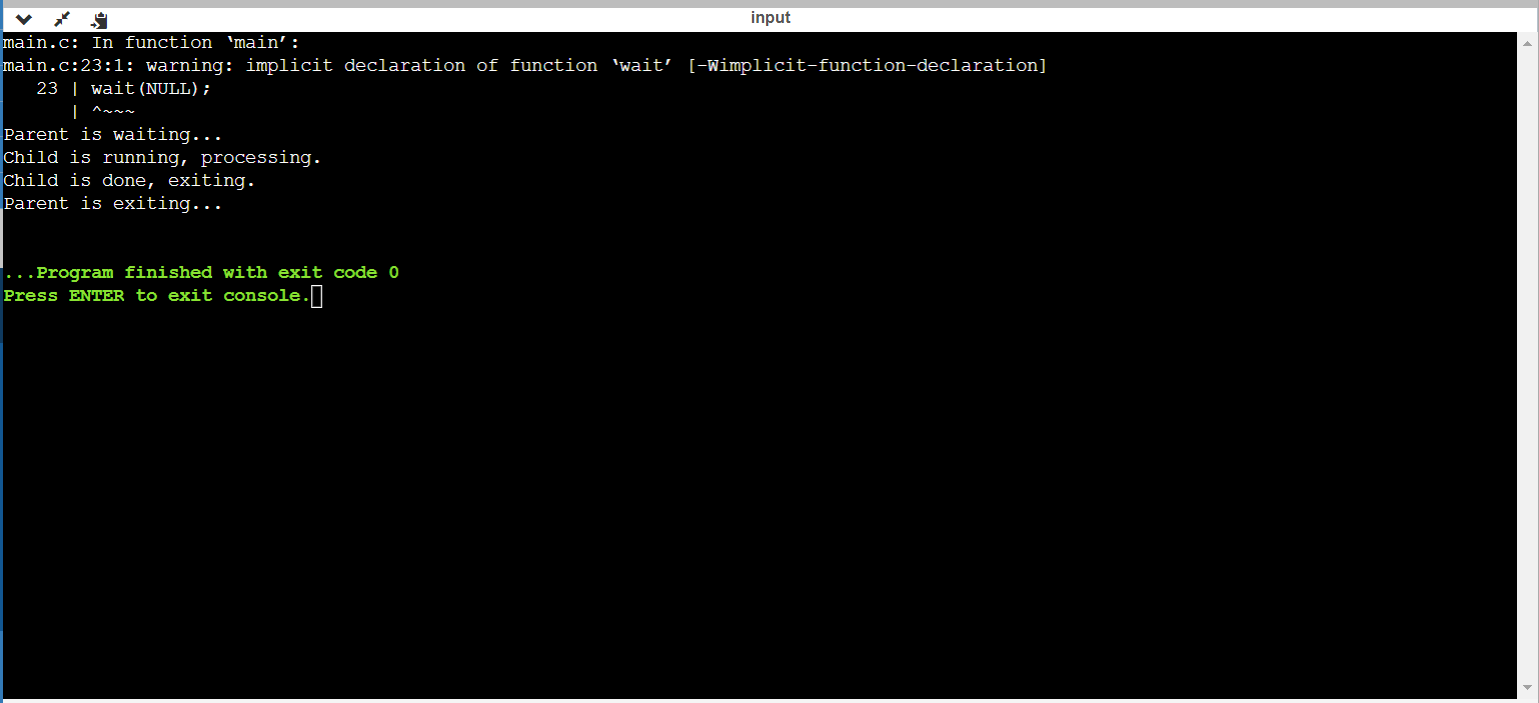 input
main.c: In function ‘main’:
main.c:23:1: warning: implicit declaration of function ‘wait’ [-Wimplicit-function-declaration]
   23 | wait(NULL);
      | ^~~~
Parent is waiting...
Child is running, processing.
Child is done, exiting.
Parent is exiting...
...Program finished with exit code 0
Press ENTER to exit console.